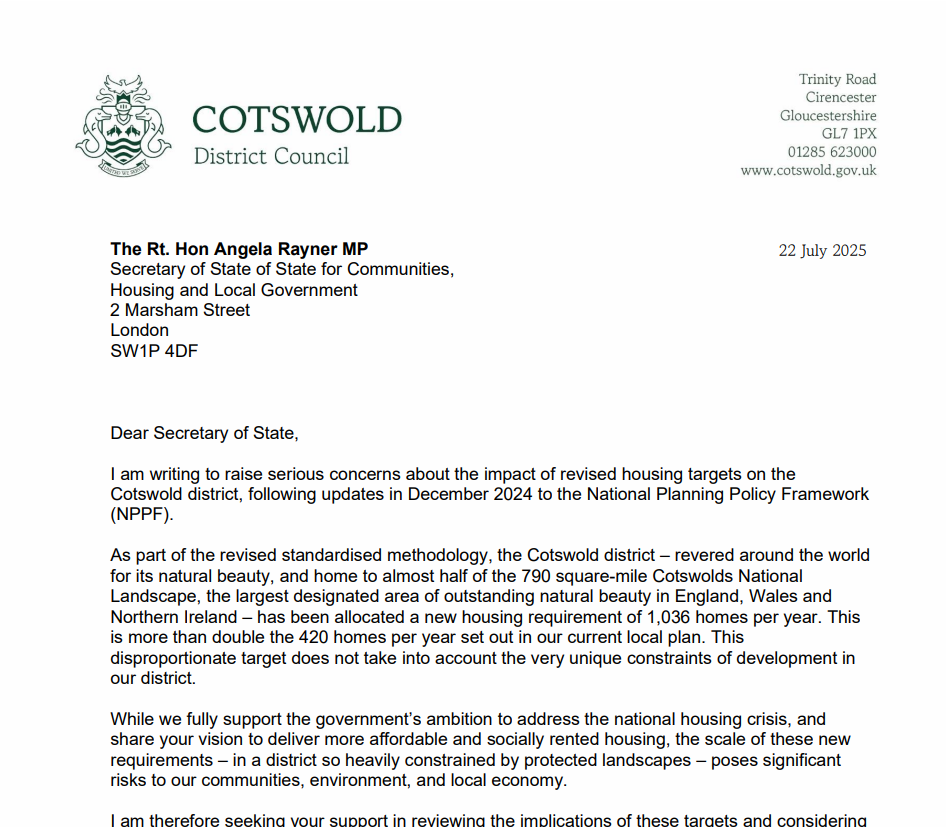 COTSWOLD
District Council
UNITED WE SERVE
Trinity Road
Cirencester
Gloucestershire
GL7 1PX
01285 623000
www.cotswold.gov.uk
The Rt. Hon Angela Rayner MP
22 July 2025
Secretary of State of State for Communities,
Housing and Local Government
2 Marsham Street
London
SW1P 4DF
Dear Secretary of State,
I am writing to raise serious concerns about the impact of revised housing targets on the
Cotswold district, following updates in December 2024 to the National Planning Policy Framework
(NPPF).
As part of the revised standardised methodology, the Cotswold district – revered around the world
for its natural beauty, and home to almost half of the 790 square-mile Cotswolds National
Landscape, the largest designated area of outstanding natural beauty in England, Wales and
Northern Ireland – has been allocated a new housing requirement of 1,036 homes per year. This
is more than double the 420 homes per year set out in our current local plan. This
disproportionate target does not take into account the very unique constraints of development in
our district.
While we fully support the government’s ambition to address the national housing crisis, and
share your vision to deliver more affordable and socially rented housing, the scale of these new
requirements – in a district so heavily constrained by protected landscapes – poses significant
risks to our communities, environment, and local economy.
I am therefore seeking your support in reviewing the implications of these targets and considering